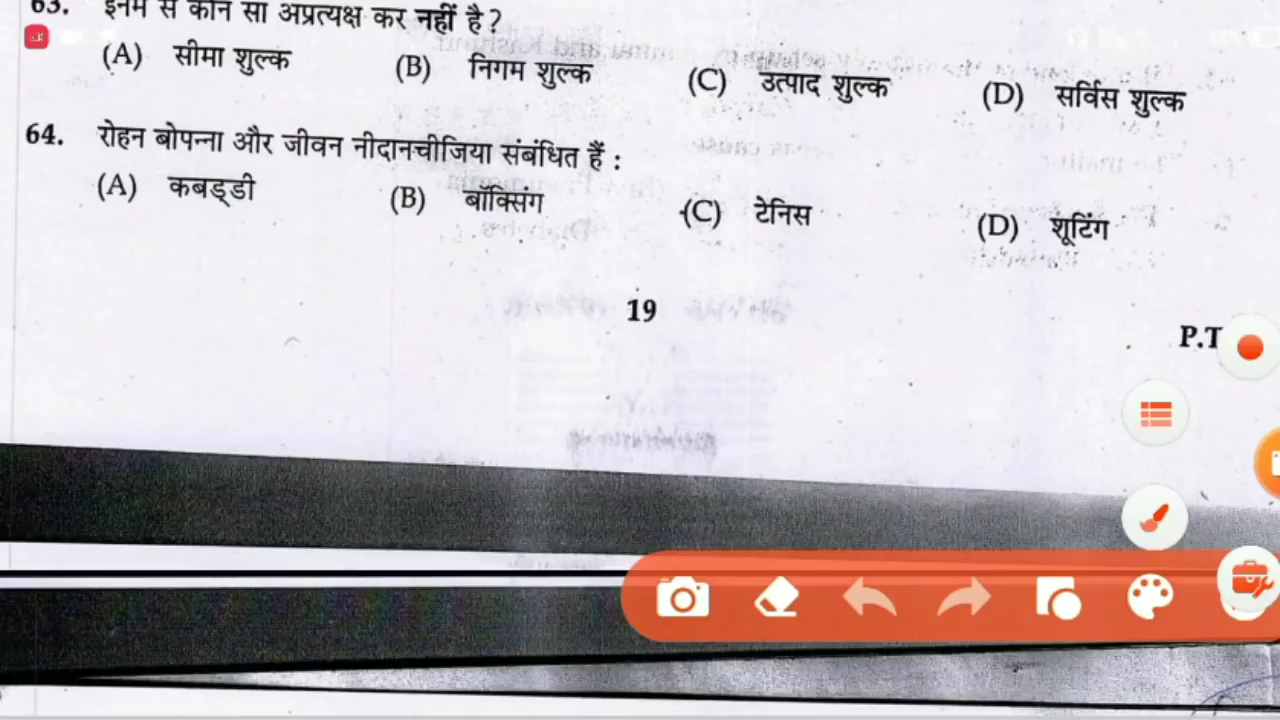 63. इनमें से कौन सा अप्रत्यक्ष कर नहीं है ?
(A) सीमा शुल्क (B) निगम शुल्क (C) उत्पाद शुल्क (D) सर्विस शुल्क
64. रोहन बोपन्ना और जीवन नीदानचीजिया संबंधित हैं :
(A) कबड्डी (B) बॉक्सिंग (C) टेनिस (D) शूटिंग
19
P.T